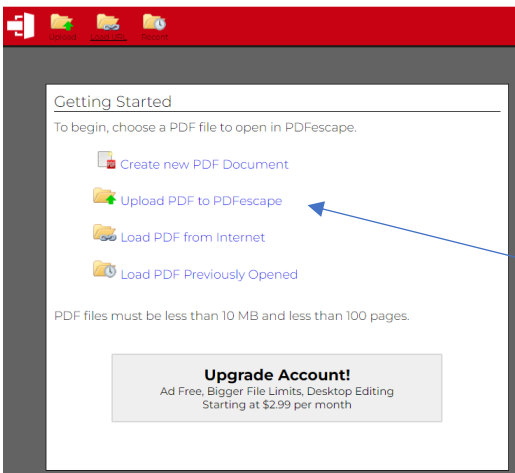 Upload Load URL Recent
Getting Started
To begin, choose a PDF file to open in PDFescape.
Create new PDF Document
Upload PDF to PDFescape
Load PDF from Internet
Load PDF Previously Opened
PDF files must be less than 10 MB and less than 100 pages.
Upgrade Account!
Ad Free, Bigger File Limits, Desktop Editing
Starting at $2.99 per month